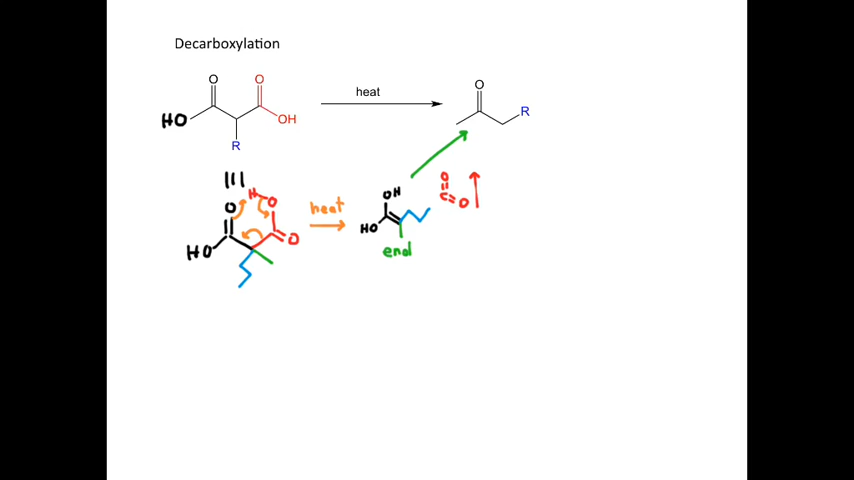 Decarboxylation
O O O
heat
HO OH R
R
H O
O heat OH O C O
HO O HO
enol